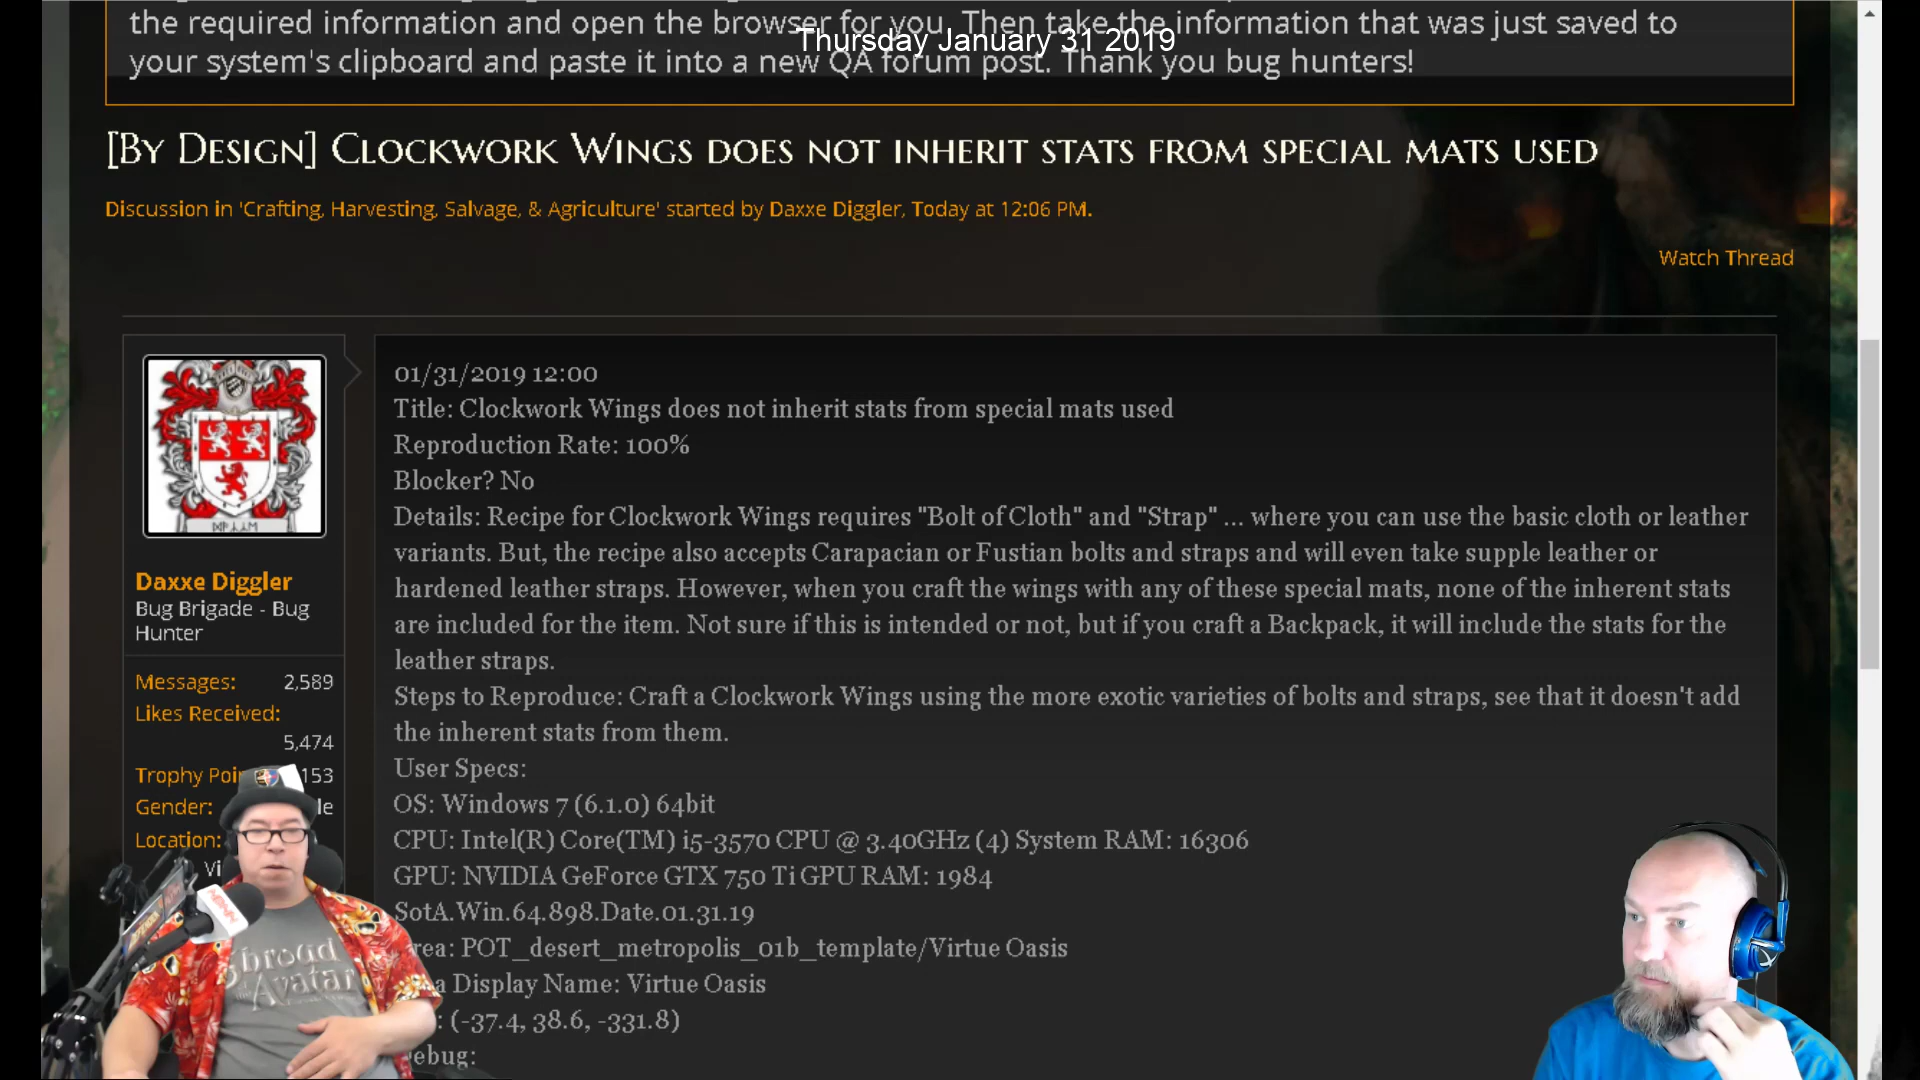 the required information and open the browser for you. Then take the information that was just saved to
Thursday January 31 2019
your system's clipboard and paste it into a new QA forum post. Thank you bug hunters!
[By Design] Clockwork Wings does not inherit stats from special mats used
Discussion in 'Crafting, Harvesting, Salvage, & Agriculture' started by Daxxe Diggler, Today at 12:06 PM.
Watch Thread
01/31/2019 12:00
Title: Clockwork Wings does not inherit stats from special mats used
Reproduction Rate: 100%
Blocker? No
Details: Recipe for Clockwork Wings requires "Bolt of Cloth" and "Strap" ... where you can use the basic cloth or leather
variants. But, the recipe also accepts Carapacian or Fustian bolts and straps and will even take supple leather or
hardened leather straps. However, when you craft the wings with any of these special mats, none of the inherent stats
are included for the item. Not sure if this is intended or not, but if you craft a Backpack, it will include the stats for the
leather straps.
Steps to Reproduce: Craft a Clockwork Wings using the more exotic varieties of bolts and straps, see that it doesn't add
the inherent stats from them.
User Specs:
OS: Windows 7 (6.1.0) 64bit
CPU: Intel(R) Core(TM) i5-3570 CPU @ 3.40GHz (4) System RAM: 16306
GPU: NVIDIA GeForce GTX 750 Ti GPU RAM: 1984
SotA.Win.64.898.Date.01.31.19
rea: POT_desert_metropolis_01b_template/Virtue Oasis
a Display Name: Virtue Oasis
: (-37.4, 38.6, -331.8)
ebug:
Daxxe Diggler
Bug Brigade - Bug
Hunter
Messages: 2,589
Likes Received:
5,474
Trophy Poi 153
Gender: le
Location:
Vi
Shroud
Avatar